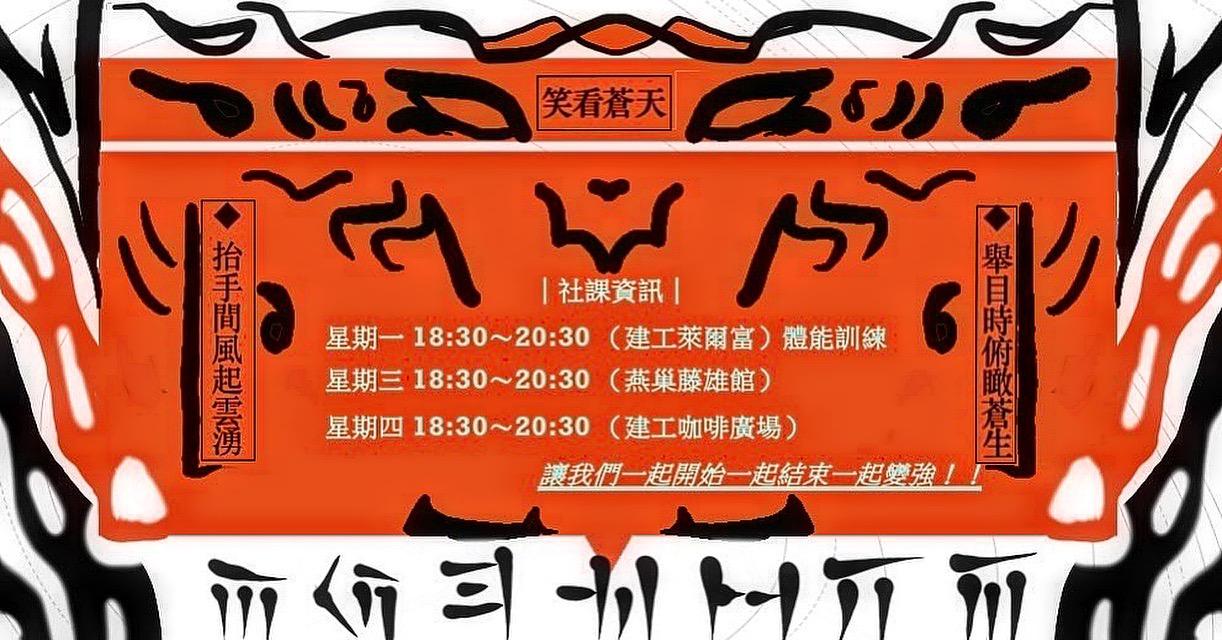 笑看蒼天
◆舉目時俯瞰蒼生
◆抬手間風起雲湧
｜社課資訊｜
星期一 18:30～20:30 （建工萊爾富）體能訓練
星期三 18:30～20:30 （燕巢藤雄館）
星期四 18:30～20:30 （建工咖啡廣場）
讓我們一起開始一起結束一起變強！！